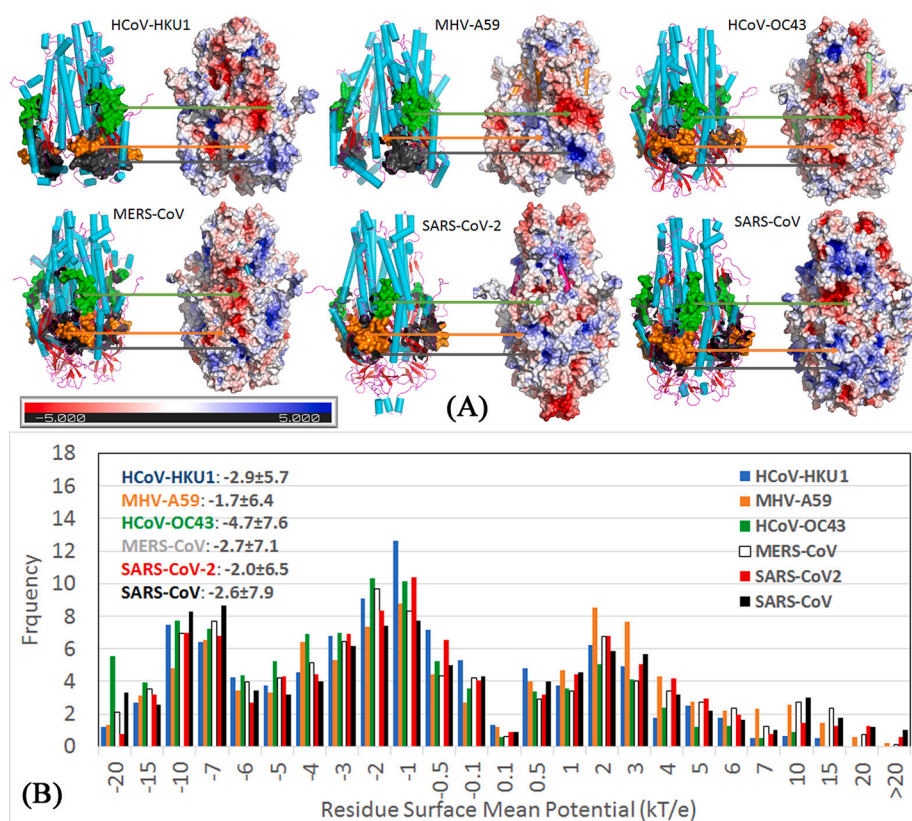 HCoV-HKU1
MHV-A59
HCoV-OC43
MERS-CoV
SARS-CoV-2
SARS-CoV
(A)
-5.000
5.000
(B)
Frquency
18
16
14
12
10
8
6
4
2
0
HCoV-HKU1: -2.9±5.7
MHV-A59: -1.7±6.4
HCoV-OC43: -4.7±7.6
MERS-CoV: -2.7±7.1
SARS-CoV-2: -2.0±6.5
SARS-CoV: -2.6±7.9
HCoV-HKU1
MHV-A59
HCoV-OC43
MERS-CoV
SARS-CoV2
SARS-CoV
-20
-15
-10
-7
-6
-5
-4
-3
-2
-1
-0.5
-0.1
0.1
0.5
1
2
3
4
5
6
7
10
15
20
>20
Residue Surface Mean Potential (kT/e)